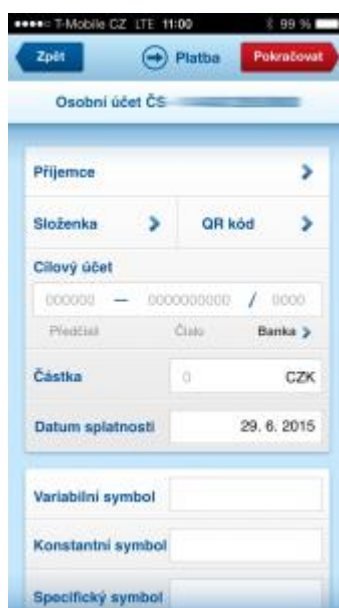 T-Mobile CZ LTE 11:00 99 %
Zpět Platba Pokračovat
Osobní účet ČS
Příjemce
Složenka QR kód
Cílový účet
000000 – 0000000000 / 0000
Předčíslí Číslo Banka
Částka 0 CZK
Datum splatnosti 29. 6. 2015
Variabilní symbol
Konstantní symbol
Specifický symbol